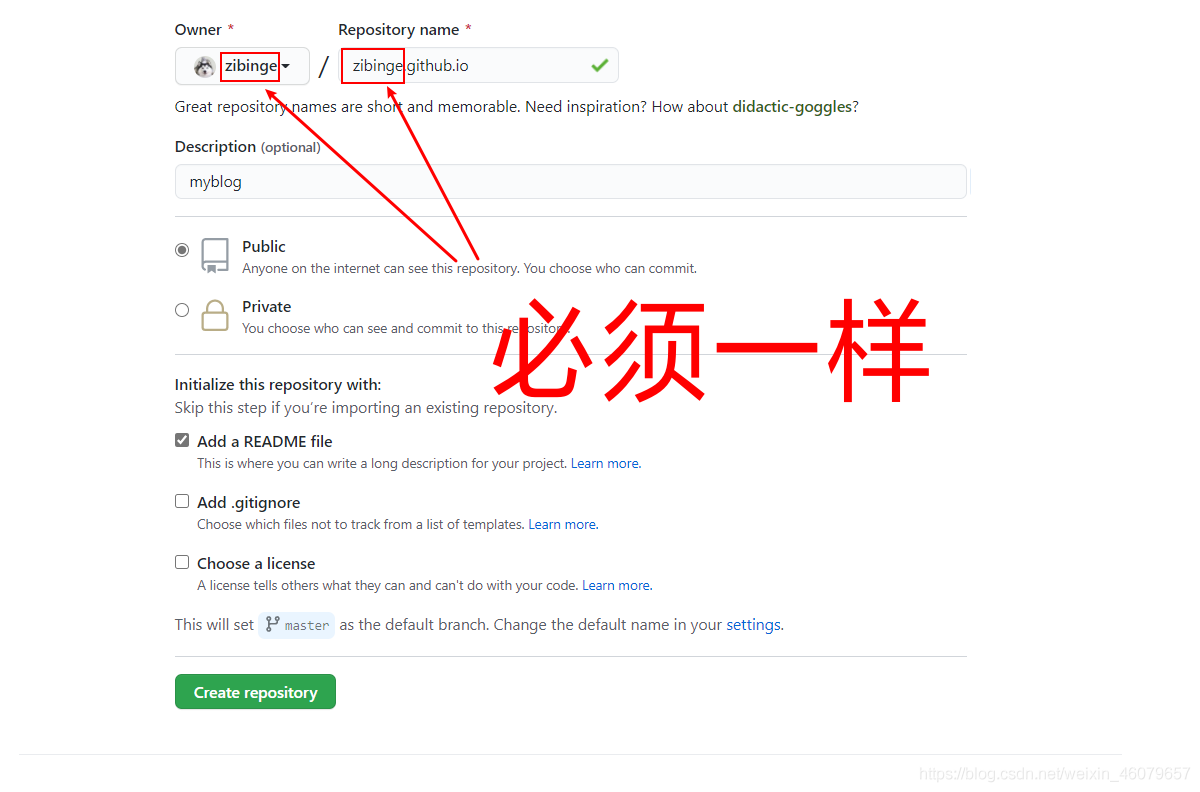 Owner * Repository name *
zibinge / zibinge.github.io
Great repository names are short and memorable. Need inspiration? How about didactic-goggles?
Description (optional)
myblog
Public
Anyone on the internet can see this repository. You choose who can commit.
Private
You choose who can see and commit to this repository.
必须一样
Initialize this repository with:
Skip this step if you’re importing an existing repository.
Add a README file
This is where you can write a long description for your project. Learn more.
Add .gitignore
Choose which files not to track from a list of templates. Learn more.
Choose a license
A license tells others what they can and can't do with your code. Learn more.
This will set master as the default branch. Change the default name in your settings.
Create repository
https://blog.csdn.net/weixin_46079657